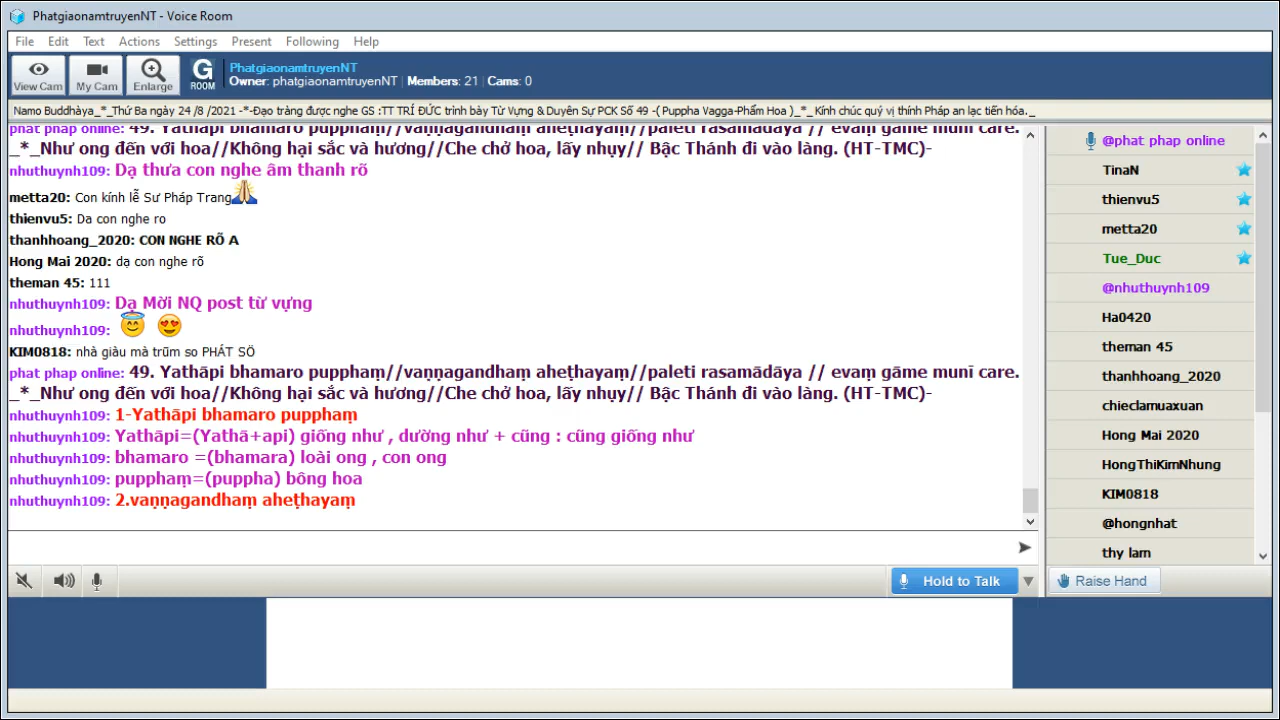 PhatgiaonamtruyenNT - Voice Room
File Edit Text Actions Settings Present Following Help
View Cam
My Cam
Enlarge
G ROOM
PhatgiaonamtruyenNT
Owner: phatgiaonamtruyenNT | Members: 21 | Cams: 0
Namo Buddhàya_*_Thứ Ba ngày 24 /8 /2021 -*-Đạo tràng được nghe GS :TT TRÍ ĐỨC trình bày Từ Vựng & Duyên Sự PCK Số 49 -( Puppha Vagga-Phẩm Hoa )_*_Kính chúc quý vị thính Pháp an lạc tiến hóa._
phat phap online: 49. Yathāpi bhamaro pupphaṃ//vaṇṇagandhaṃ aheṭhayaṃ//paleti rasamādāya // evaṃ gāme munī care.
_*_Như ong đến với hoa//Không hại sắc và hương//Che chở hoa, lấy nhụy// Bậc Thánh đi vào làng. (HT-TMC)-
nhuthuynh109: Dạ thưa con nghe âm thanh rõ
metta20: Con kính lễ Sư Pháp Trang
thienvu5: Da con nghe ro
thanhhoang_2020: CON NGHE RÕ A
Hong Mai 2020: dạ con nghe rõ
theman 45: 111
nhuthuynh109: Dạ Mời NQ post từ vựng
nhuthuynh109:
KIM0818: nhà giàu mà trũm so PHÁT SÕ
phat phap online: 49. Yathāpi bhamaro pupphaṃ//vaṇṇagandhaṃ aheṭhayaṃ//paleti rasamādāya // evaṃ gāme munī care.
_*_Như ong đến với hoa//Không hại sắc và hương//Che chở hoa, lấy nhụy// Bậc Thánh đi vào làng. (HT-TMC)-
nhuthuynh109: 1-Yathāpi bhamaro pupphaṃ
nhuthuynh109: Yathāpi=(Yathā+api) giống như , dường như + cũng : cũng giống như
nhuthuynh109: bhamaro =(bhamara) loài ong , con ong
nhuthuynh109: pupphaṃ=(puppha) bông hoa
nhuthuynh109: 2.vaṇṇagandhaṃ aheṭhayaṃ
@phat phap online
TinaN
thienvu5
metta20
Tue_Duc
@nhuthuynh109
Ha0420
theman 45
thanhhoang_2020
chieclamuaxuan
Hong Mai 2020
HongThiKimNhung
KIM0818
@hongnhat
thy lam
Hold to Talk
Raise Hand